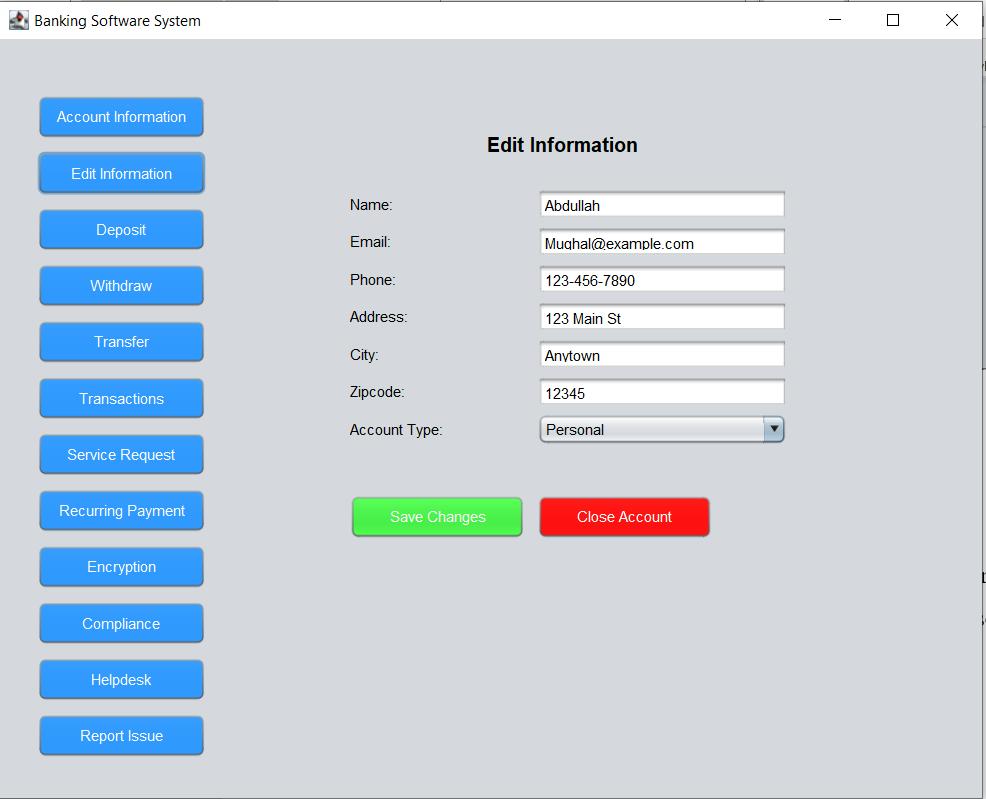 Banking Software System
Account Information
Edit Information
Deposit
Withdraw
Transfer
Transactions
Service Request
Recurring Payment
Encryption
Compliance
Helpdesk
Report Issue
Edit Information
Name: Abdullah
Email: Mughal@example.com
Phone: 123-456-7890
Address: 123 Main St
City: Anytown
Zipcode: 12345
Account Type: Personal
Save Changes Close Account